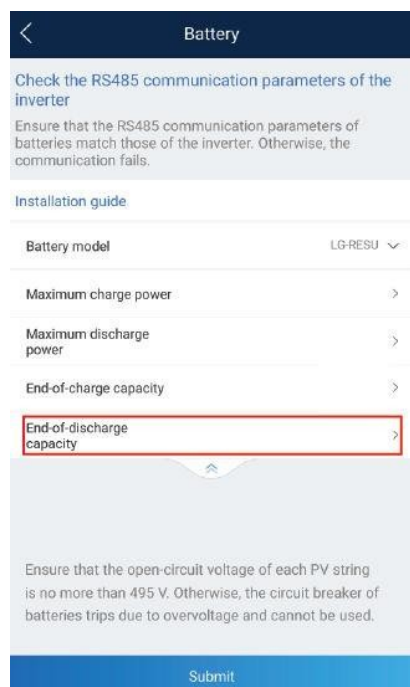 Battery
Check the RS485 communication parameters of the
inverter
Ensure that the RS485 communication parameters of
batteries match those of the inverter. Otherwise, the
communication fails.
Installation guide
Battery model LG-RESU
Maximum charge power
Maximum discharge
power
End-of-charge capacity
End-of-discharge
capacity
Ensure that the open-circuit voltage of each PV string
is no more than 495 V. Otherwise, the circuit breaker of
batteries trips due to overvoltage and cannot be used.
Submit